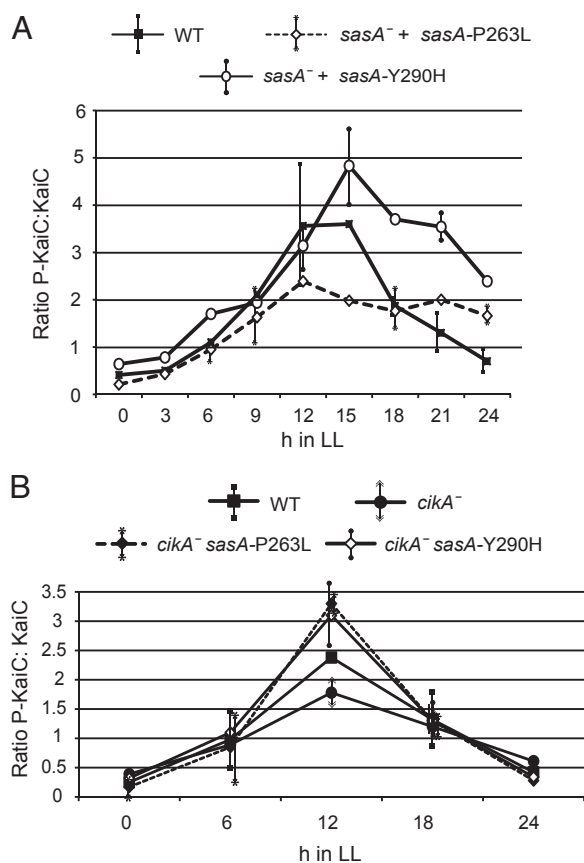 A
WT
sasA⁻ + sasA-P263L
sasA⁻ + sasA-Y290H
Ratio P-KaiC:KaiC
6
5
4
3
2
1
0
0 3 6 9 12 15 18 21 24
h in LL
B
WT
cikA⁻
cikA⁻ sasA-P263L
cikA⁻ sasA-Y290H
Ratio P-KaiC: KaiC
3.5
3
2.5
2
1.5
1
0.5
0
0 6 12 18 24
h in LL